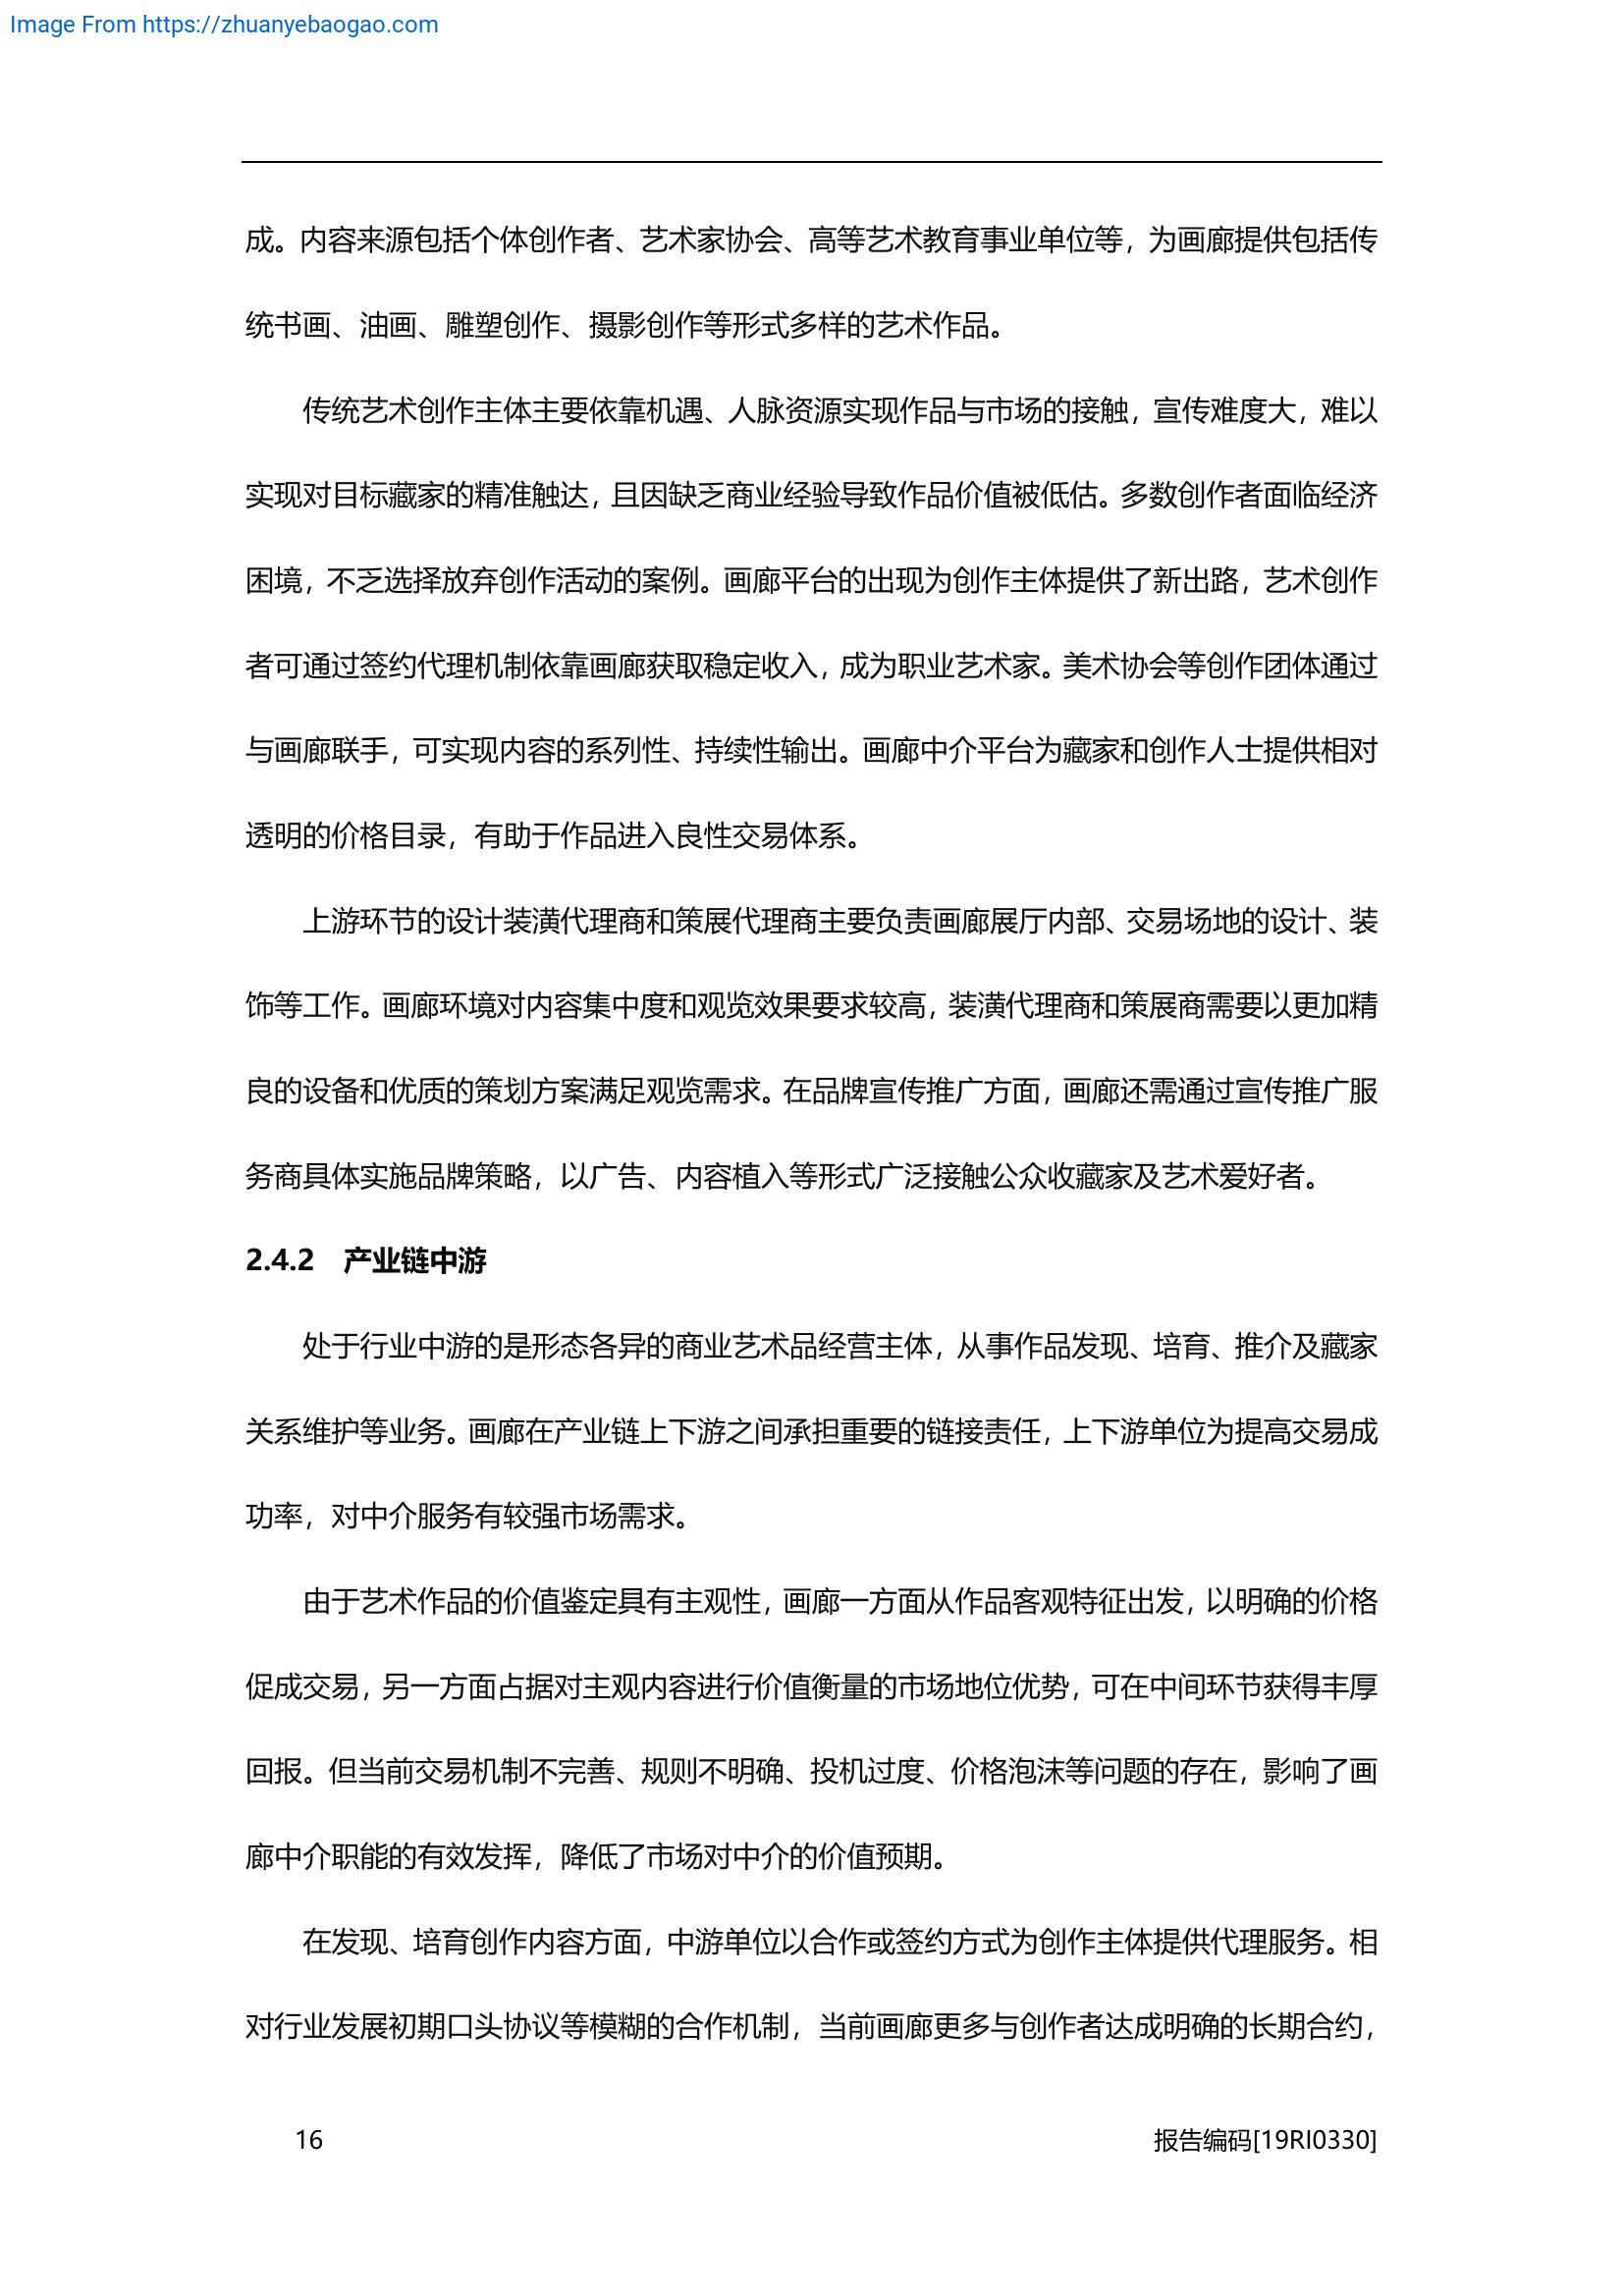 Image From https://zhuanyebaogao.com
成。内容来源包括个体创作者、艺术家协会、高等艺术教育事业单位等，为画廊提供包括传
统书画、油画、雕塑创作、摄影创作等形式多样的艺术作品。
传统艺术创作主体主要依靠机遇、人脉资源实现作品与市场的接触，宣传难度大，难以
实现对目标藏家的精准触达，且因缺乏商业经验导致作品价值被低估。多数创作者面临经济
困境，不乏选择放弃创作活动的案例。画廊平台的出现为创作主体提供了新出路，艺术创作
者可通过签约代理机制依靠画廊获取稳定收入，成为职业艺术家。美术协会等创作团体通过
与画廊联手，可实现内容的系列性、持续性输出。画廊中介平台为藏家和创作人士提供相对
透明的价格目录，有助于作品进入良性交易体系。
上游环节的设计装潢代理商和策展代理商主要负责画廊展厅内部、交易场地的设计、装
饰等工作。画廊环境对内容集中度和观览效果要求较高，装潢代理商和策展商需要以更加精
良的设备和优质的策划方案满足观览需求。在品牌宣传推广方面，画廊还需通过宣传推广服
务商具体实施品牌策略，以广告、内容植入等形式广泛接触公众收藏家及艺术爱好者。
2.4.2 产业链中游
处于行业中游的是形态各异的商业艺术品经营主体，从事作品发现、培育、推介及藏家
关系维护等业务。画廊在产业链上下游之间承担重要的链接责任，上下游单位为提高交易成
功率，对中介服务有较强市场需求。
由于艺术作品的价值鉴定具有主观性，画廊一方面从作品客观特征出发，以明确的价格
促成交易，另一方面占据对主观内容进行价值衡量的市场地位优势，可在中间环节获得丰厚
回报。但当前交易机制不完善、规则不明确、投机过度、价格泡沫等问题的存在，影响了画
廊中介职能的有效发挥，降低了市场对中介的价值预期。
在发现、培育创作内容方面，中游单位以合作或签约方式为创作主体提供代理服务。相
对行业发展初期口头协议等模糊的合作机制，当前画廊更多与创作者达成明确的长期合约，
16 报告编码[19RI0330]